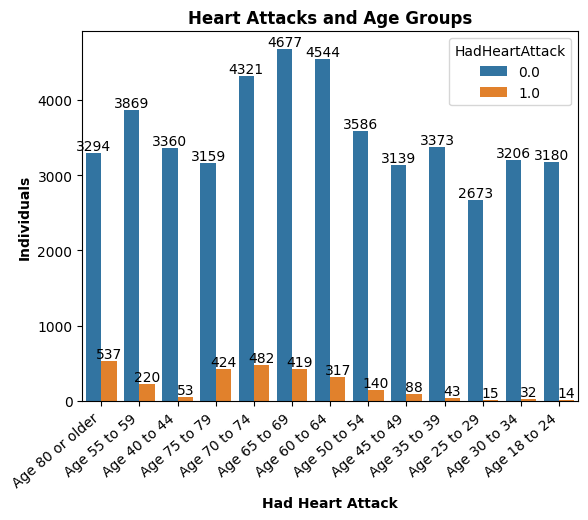 Heart Attacks and Age Groups
HadHeartAttack
0.0
1.0
Individuals
4000
3000
2000
1000
0
3294
3869
3360
3159
4321
4677
4544
3586
3139
3373
2673
3206
3180
537
220
53
424
482
419
317
140
88
43
15
32
14
Age 80 or older
Age 55 to 59
Age 40 to 44
Age 75 to 79
Age 70 to 74
Age 65 to 69
Age 60 to 64
Age 50 to 54
Age 45 to 49
Age 35 to 39
Age 25 to 29
Age 30 to 34
Age 18 to 24
Had Heart Attack